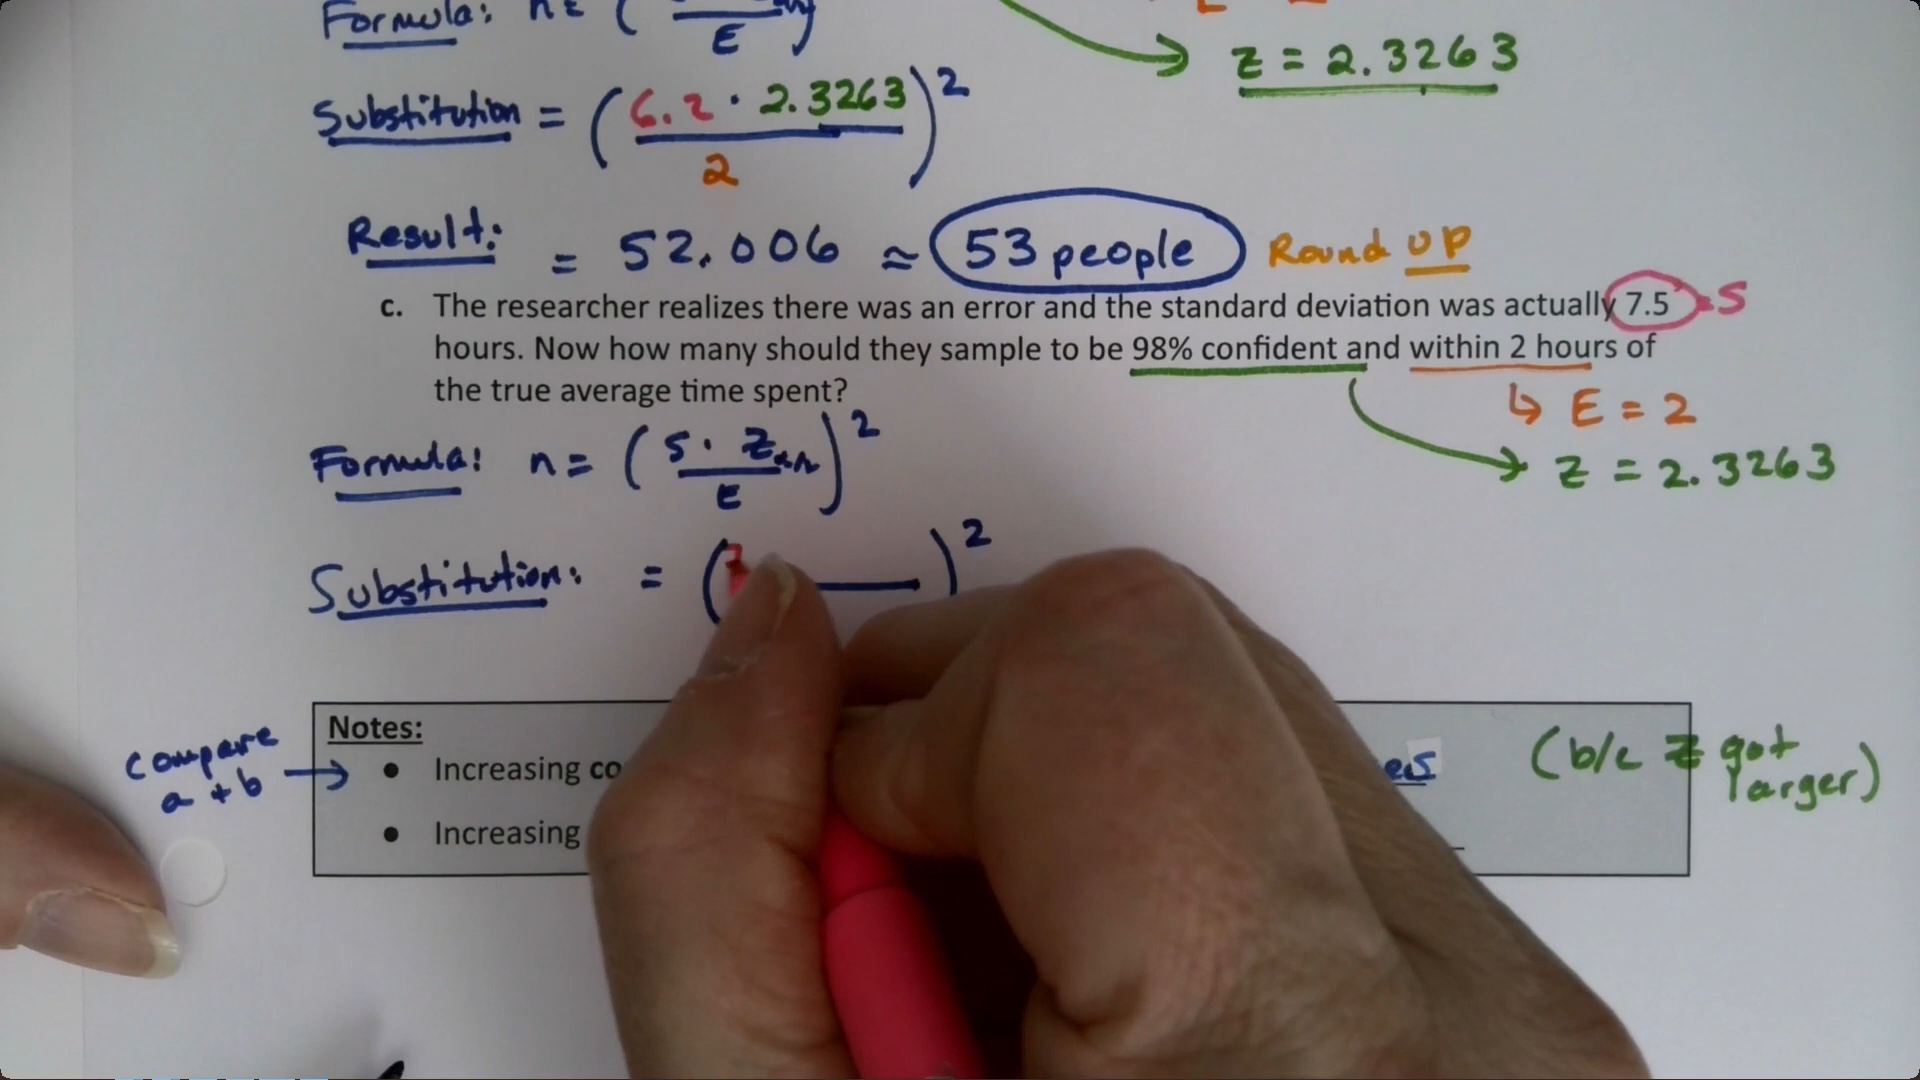 Formula: n = ( E )
z = 2.3263
Substitution = (6.2 · 2.3263 / 2)²
Result: = 52.006 ≈ 53 people Round UP
c. The researcher realizes there was an error and the standard deviation was actually 7.5 = S
hours. Now how many should they sample to be 98% confident and within 2 hours of
the true average time spent?
↳ E = 2
z = 2.3263
Formula: n = (s · Zα/2 / E)²
Substitution: = ( )²
Notes:
compare
a + b →
• Increasing
(b/c z got
larger)
• Increasing